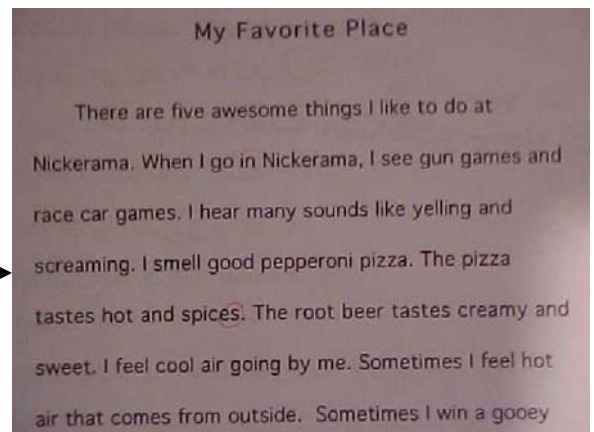 My Favorite Place
There are five awesome things I like to do at
Nickerama. When I go in Nickerama, I see gun games and
race car games. I hear many sounds like yelling and
screaming. I smell good pepperoni pizza. The pizza
tastes hot and spices. The root beer tastes creamy and
sweet. I feel cool air going by me. Sometimes I feel hot
air that comes from outside. Sometimes I win a gooey